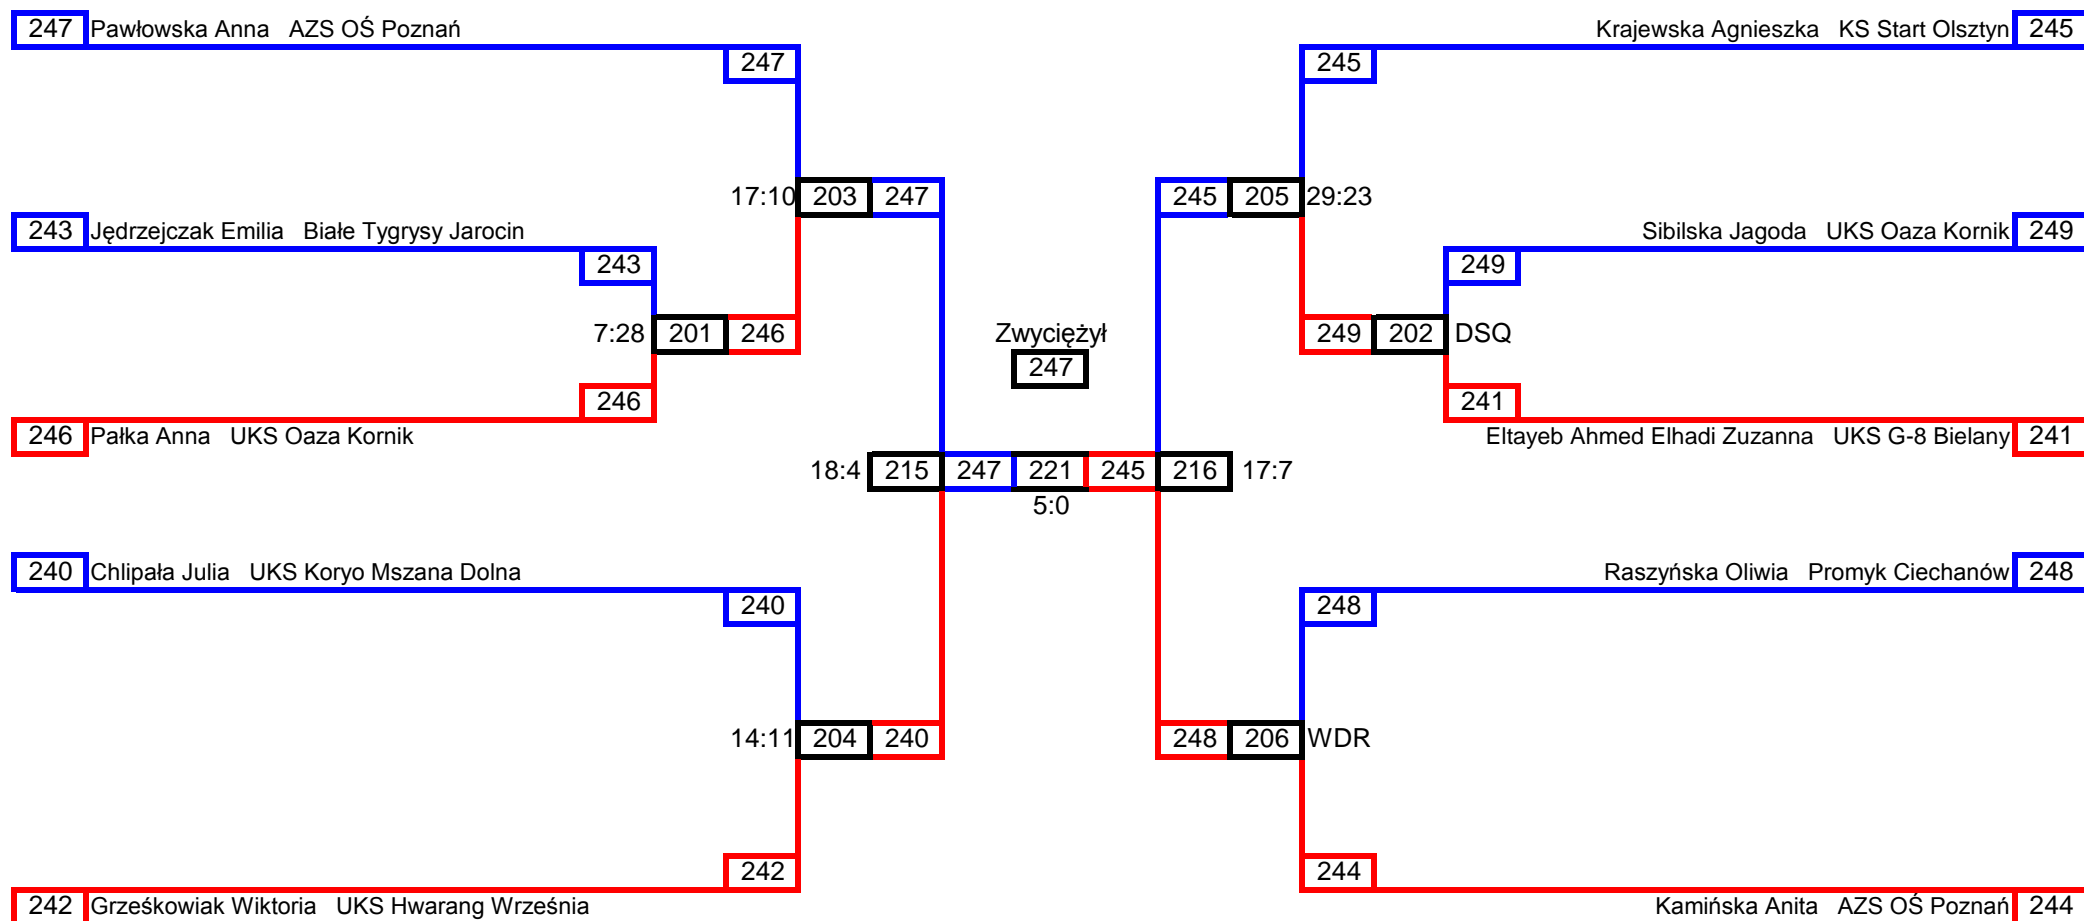 247 Pawłowska Anna AZS OŚ Poznań Krajewska Agnieszka KS Start Olsztyn 245
247 245
17:10 203 247 245 205 29:23
243 Jędrzejczak Emilia Białe Tygrysy Jarocin Sibilska Jagoda UKS Oaza Kornik 249
243 249
7:28 201 246 Zwyciężył 249 202 DSQ
247
246 241
246 Pałka Anna UKS Oaza Kornik Eltayeb Ahmed Elhadi Zuzanna UKS G-8 Bielany 241
18:4 215 247 221 245 216 17:7
5:0
240 Chlipała Julia UKS Koryo Mszana Dolna Raszyńska Oliwia Promyk Ciechanów 248
240 248
14:11 204 240 248 206 WDR
242 244
242 Grześkowiak Wiktoria UKS Hwarang Września Kamińska Anita AZS OŚ Poznań 244